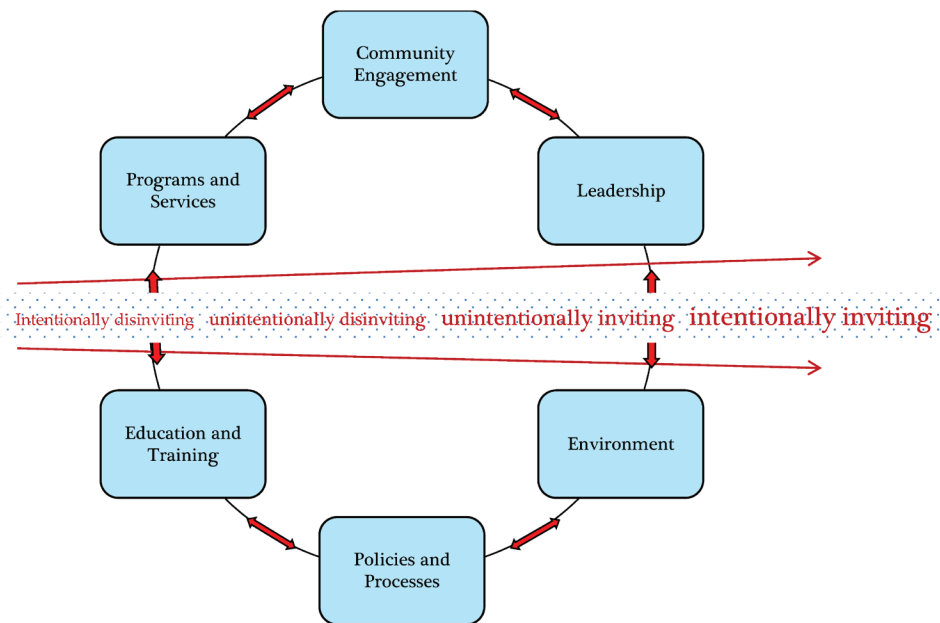 Community
Engagement
Programs and
Services
Leadership
Intentionally disinviting unintentionally disinviting unintentionally inviting intentionally inviting
Education and
Training
Environment
Policies and
Processes